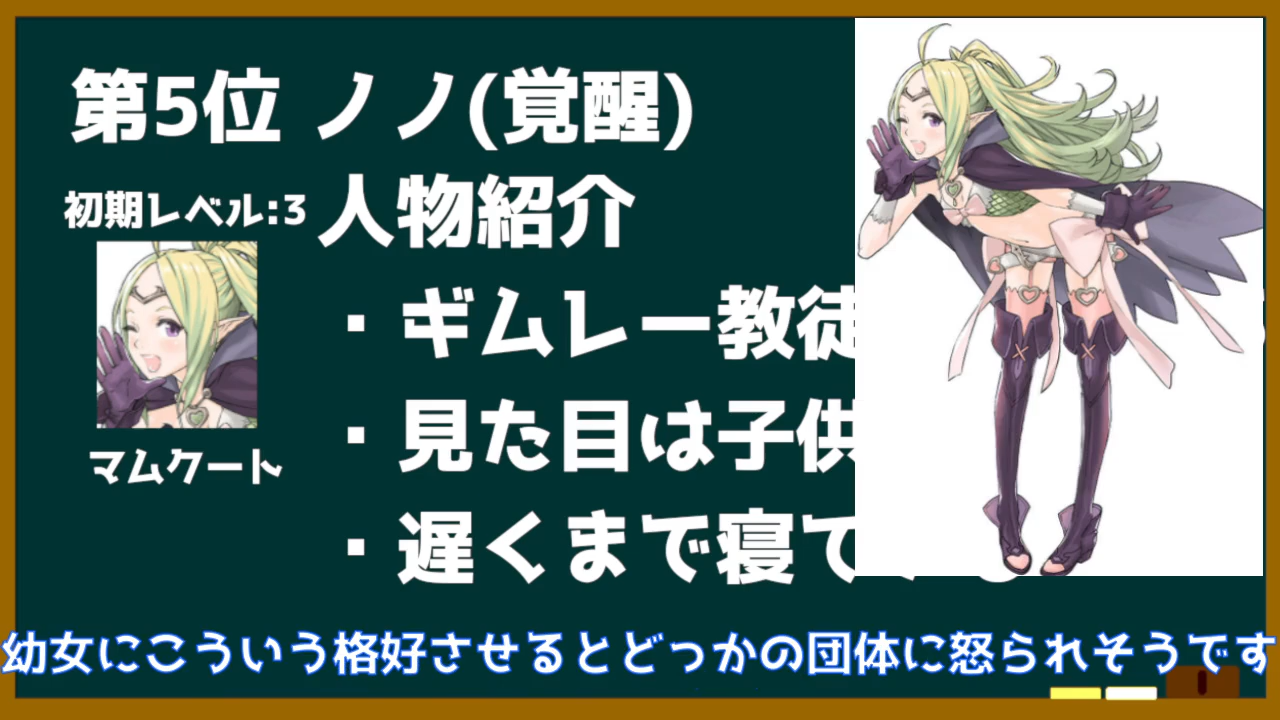 第5位 ノノ(覚醒)
初期レベル:3
人物紹介
・ギムレー教徒
・見た目は子供
・遅くまで寝て
マムクート
幼女にこういう格好させるとどっかの団体に怒られそうです